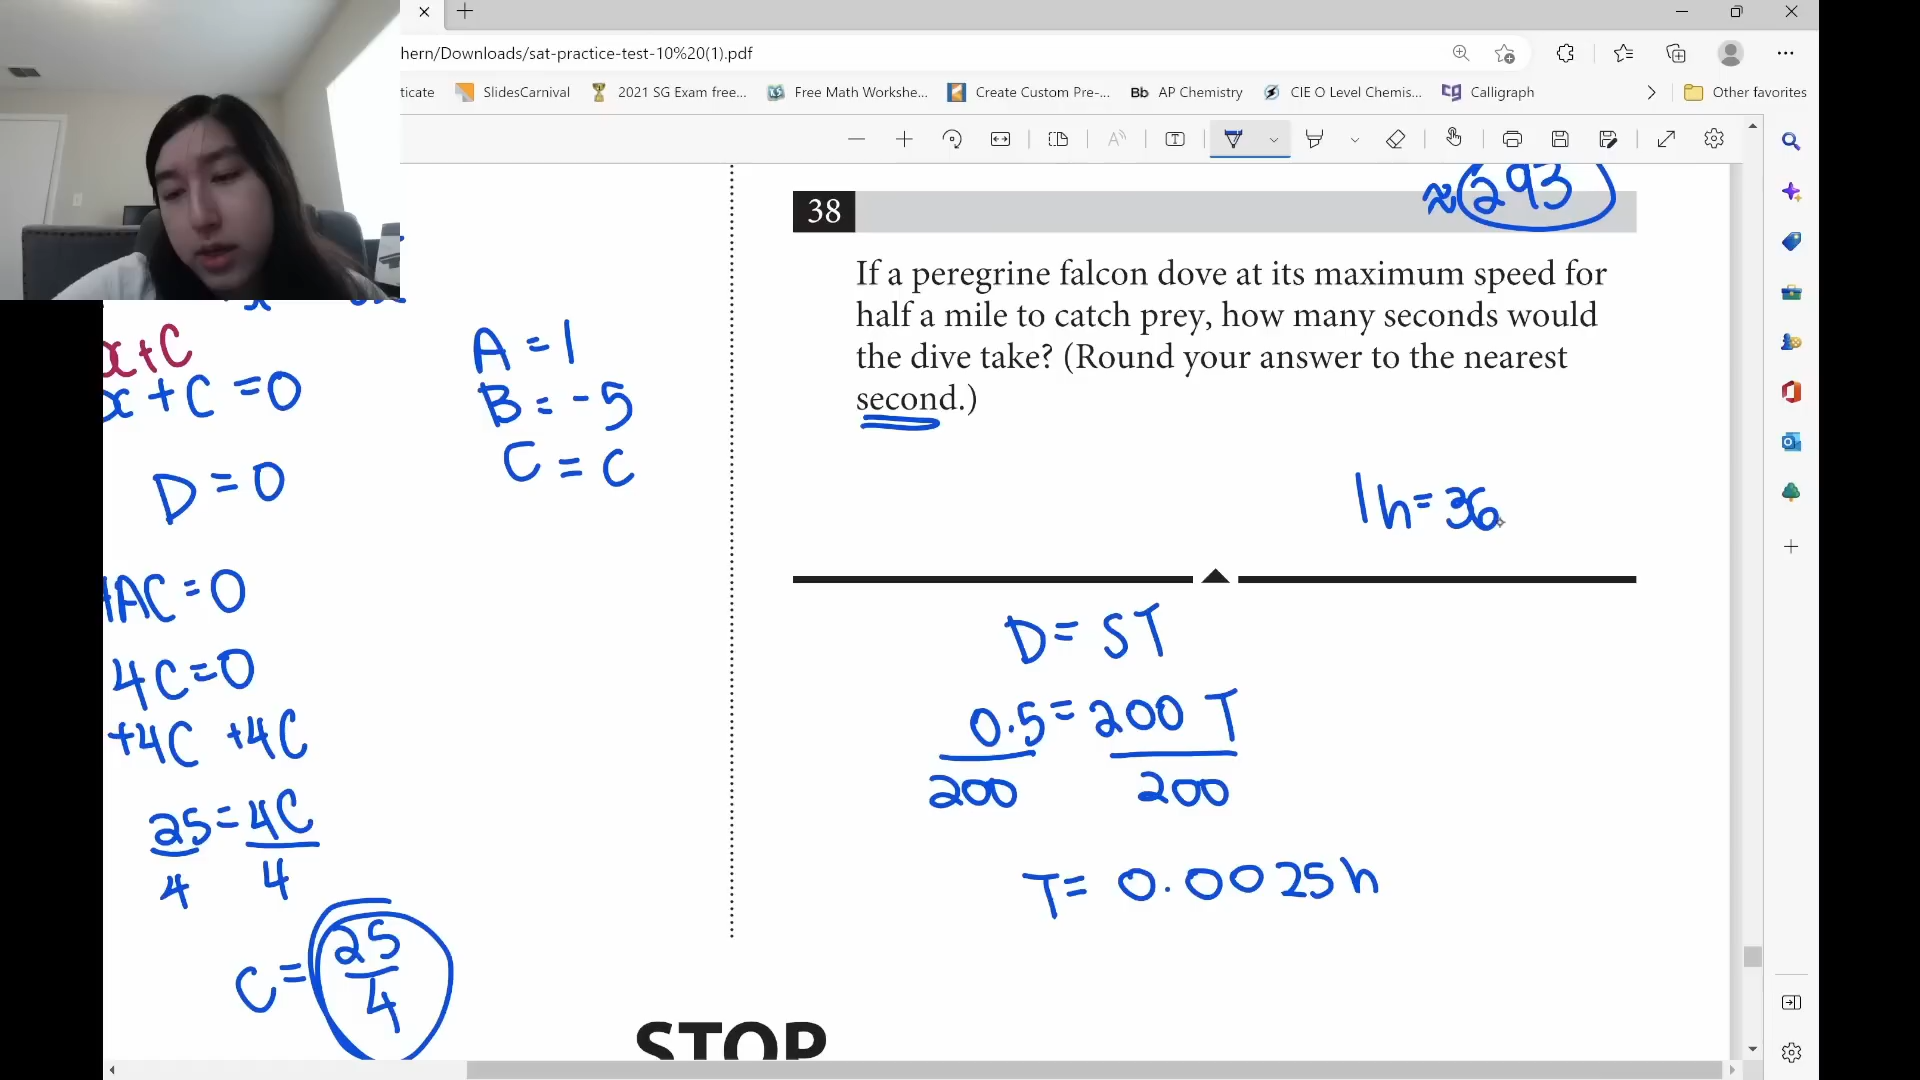 hern/Downloads/sat-practice-test-10%20(1).pdf
ticate
SlidesCarnival
2021 SG Exam free...
Free Math Workshe...
Create Custom Pre-...
Bb AP Chemistry
CIE O Level Chemis...
Calligraph
Other favorites
x+C
x+C=0
D=0
4AC=0
4C=0
+4C +4C
25=4C
4 4
C=25/4
A=1
B=-5
C=C
≈293
38
If a peregrine falcon dove at its maximum speed for
half a mile to catch prey, how many seconds would
the dive take? (Round your answer to the nearest
second.)
1h=36
D=ST
0.5=200 T
200 200
T=0.0025h
STOP